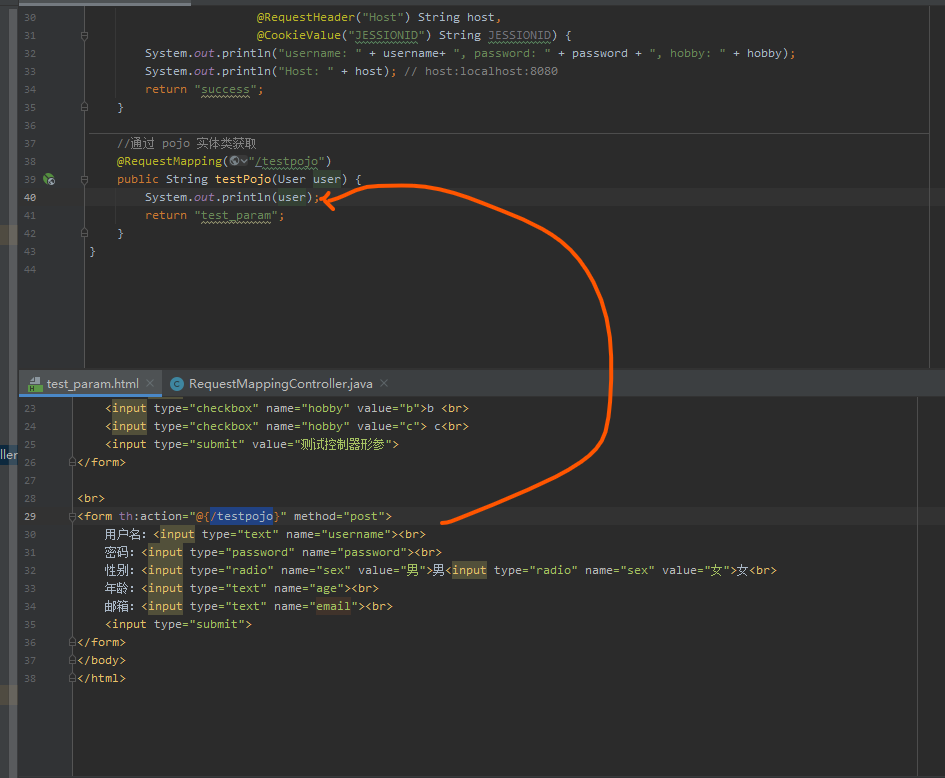 30 @RequestHeader("Host") String host,
31 @CookieValue("JESSIONID") String JESSIONID) {
32 System.out.println("username: " + username+ ", password: " + password + ", hobby: " + hobby);
33 System.out.println("Host: " + host); // host:localhost:8080
34 return "success";
35 }
36
37 //通过 pojo 实体类获取
38 @RequestMapping("/testpojo")
39 public String testPojo(User user) {
40 System.out.println(user);
41 return "test_param";
42 }
43 }
44
test_param.html RequestMappingController.java
23 <input type="checkbox" name="hobby" value="b">b <br>
24 <input type="checkbox" name="hobby" value="c"> c<br>
25 <input type="submit" value="测试控制器形参">
ller
26 </form>
27
28 <br>
29 <form th:action="@{/testpojo}" method="post">
30 用户名: <input type="text" name="username"><br>
31 密码: <input type="password" name="password"><br>
32 性别: <input type="radio" name="sex" value="男">男<input type="radio" name="sex" value="女">女<br>
33 年龄: <input type="text" name="age"><br>
34 邮箱: <input type="text" name="email"><br>
35 <input type="submit">
36 </form>
37 </body>
38 </html>